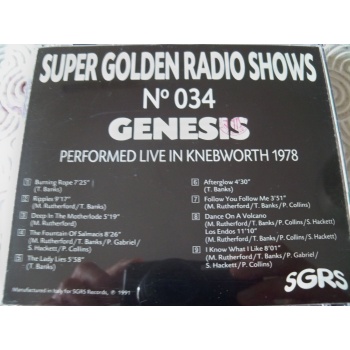 SUPER GOLDEN RADIO SHOWS
Nº 034
GENESIS
PERFORMED LIVE IN KNEBWORTH 1978
1 Burning Rope 7'25"
(T. Banks)
2 Ripples 9'17"
(M. Rutherford/T. Banks)
3 Deep In The Motherlode 5'19"
(M. Rutherford)
4 The Fountain Of Salmacis 8'26"
(M. Rutherford/T. Banks/P. Gabriel/
S. Hackett/P. Collins)
5 The Lady Lies 5'58"
(T. Banks)
6 Afterglow 4'30"
(T. Banks)
7 Follow You Follow Me 3'51"
(M. Rutherford/T. Banks/P. Collins)
8 Dance On A Volcano
(M. Rutherford/T. Banks/P. Collins/S. Hackett)
Los Endos 11'10"
(M. Rutherford/T. Banks/P. Collins/S. Hackett)
9 I Know What I Like 8'01"
(M. Rutherford/T. Banks/P. Gabriel/
S. Hackett/P. Collins)
Manufactured in Italy for SGRS Records, ℗ 1991
SGRS